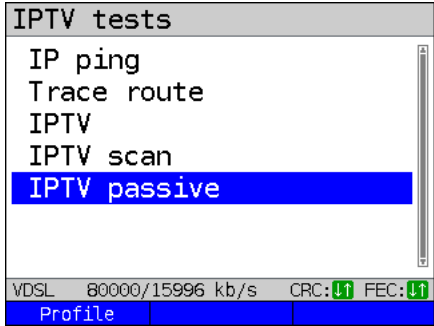 IPTV tests
IP ping
Trace route
IPTV
IPTV scan
IPTV passive
VDSL 80000/15996 kb/s CRC:↓↑ FEC:↓↑
Profile